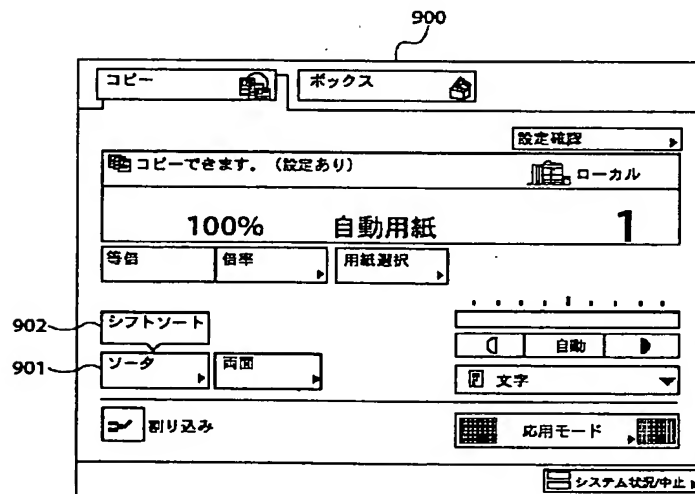 900
コピー ボックス
設定確認
コピーできます。（設定あり） ローカル
100% 自動用紙 1
等倍 倍率 用紙選択
902 シフトソート
自動
901 ソータ 両面
文字
割り込み 応用モード
システム状況/中止